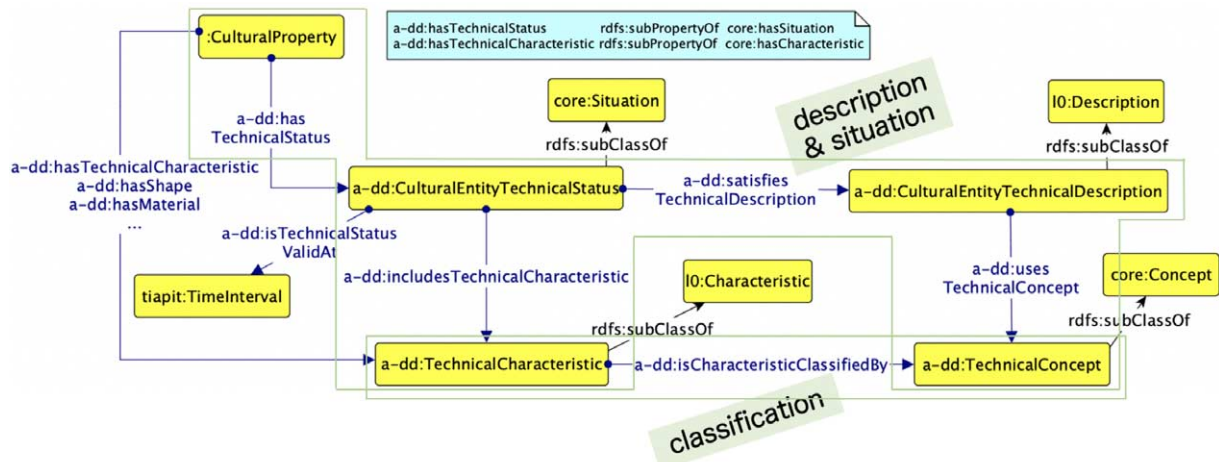 :CulturalProperty
a-dd:hasTechnicalStatus rdfs:subPropertyOf core:hasSituation
a-dd:hasTechnicalCharacteristic rdfs:subPropertyOf core:hasCharacteristic
core:Situation
description
& situation
l0:Description
a-dd:has
TechnicalStatus
rdfs:subClassOf
rdfs:subClassOf
a-dd:hasTechnicalCharacteristic
a-dd:hasShape
a-dd:hasMaterial
...
a-dd:CulturalEntityTechnicalStatus
a-dd:satisfies
TechnicalDescription
a-dd:CulturalEntityTechnicalDescription
a-dd:isTechnicalStatus
ValidAt
a-dd:includesTechnicalCharacteristic
l0:Characteristic
a-dd:uses
TechnicalConcept
core:Concept
tiapit:TimeInterval
rdfs:subClassOf
rdfs:subClassOf
a-dd:TechnicalCharacteristic
a-dd:isCharacteristicClassifiedBy
a-dd:TechnicalConcept
classification